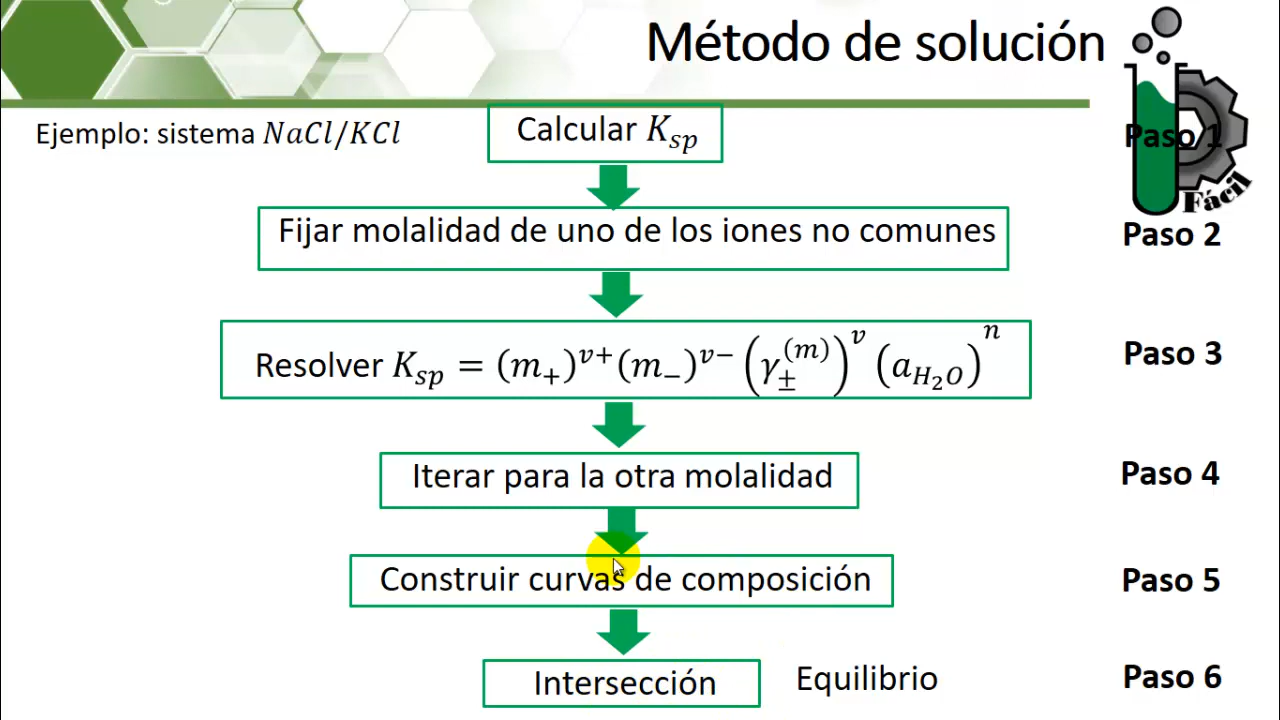 Método de solución
Ejemplo: sistema NaCl/KCl
Calcular K_sp
Paso 1
Fácil
Fijar molalidad de uno de los iones no comunes
Paso 2
Resolver K_sp = (m_+)^{v+}(m_−)^{v−}(γ_±^{(m)})^v(a_{H_2O})^n
Paso 3
Iterar para la otra molalidad
Paso 4
Construir curvas de composición
Paso 5
Intersección
Equilibrio
Paso 6